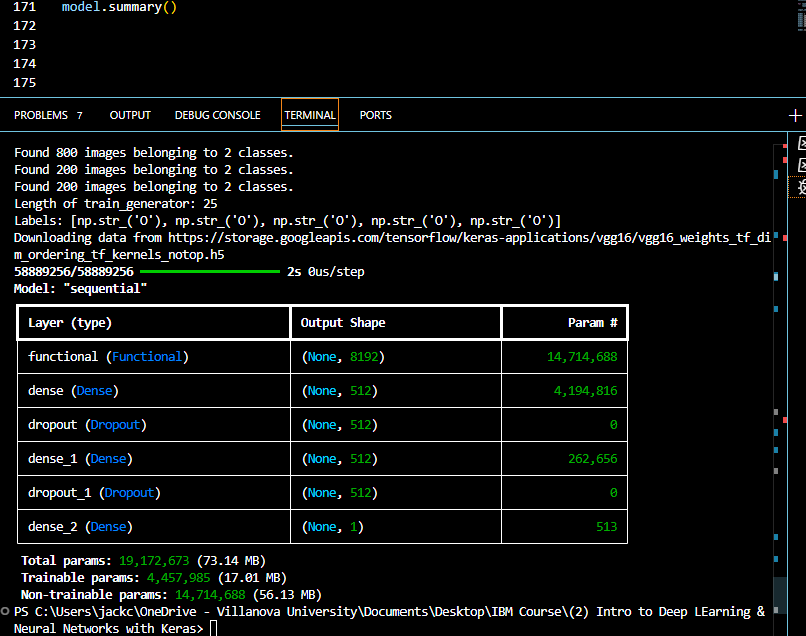 171 model.summary()
172
173
174
175
PROBLEMS 7 OUTPUT DEBUG CONSOLE TERMINAL PORTS
Found 800 images belonging to 2 classes.
Found 200 images belonging to 2 classes.
Found 200 images belonging to 2 classes.
Length of train_generator: 25
Labels: [np.str_('O'), np.str_('O'), np.str_('O'), np.str_('O'), np.str_('O')]
Downloading data from https://storage.googleapis.com/tensorflow/keras-applications/vgg16/vgg16_weights_tf_di
m_ordering_tf_kernels_notop.h5
58889256/58889256 2s 0us/step
Model: "sequential"
Layer (type) Output Shape Param #
functional (Functional) (None, 8192) 14,714,688
dense (Dense) (None, 512) 4,194,816
dropout (Dropout) (None, 512) 0
dense_1 (Dense) (None, 512) 262,656
dropout_1 (Dropout) (None, 512) 0
dense_2 (Dense) (None, 1) 513
Total params: 19,172,673 (73.14 MB)
Trainable params: 4,457,985 (17.01 MB)
Non-trainable params: 14,714,688 (56.13 MB)
PS C:\Users\jackc\OneDrive - Villanova University\Documents\Desktop\IBM Course\(2) Intro to Deep LEarning &
Neural Networks with Keras>